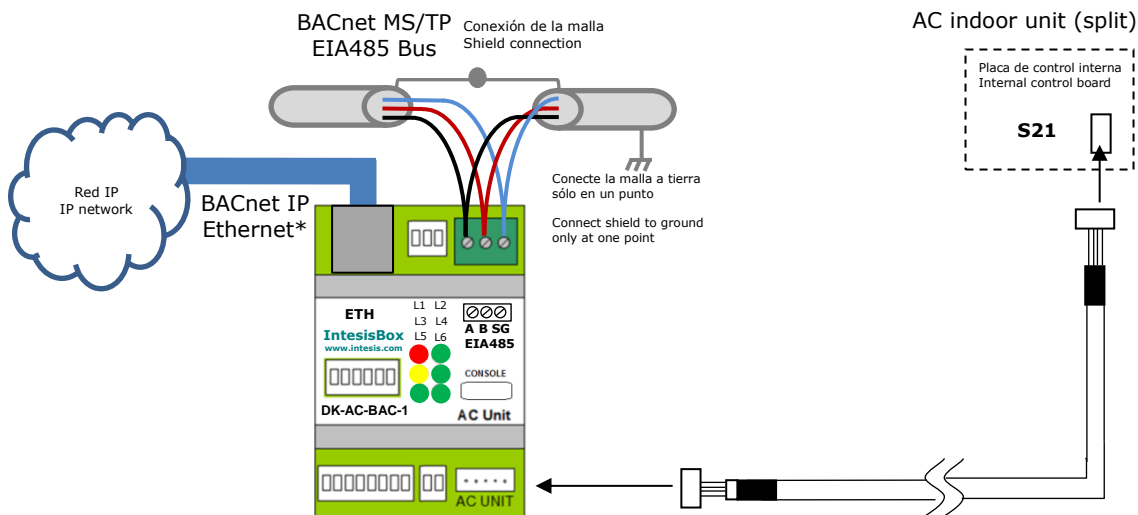 BACnet MS/TP
EIA485 Bus
Conexión de la malla
Shield connection
AC indoor unit (split)
Placa de control interna
Internal control board
S21
Red IP
IP network
BACnet IP
Ethernet*
Conecte la malla a tierra
sólo en un punto
Connect shield to ground
only at one point
ETH
IntesisBox
www.intesis.com
DK-AC-BAC-1
L1 L2
L3 L4
L5 L6
A B SG
EIA485
CONSOLE
AC Unit
AC UNIT